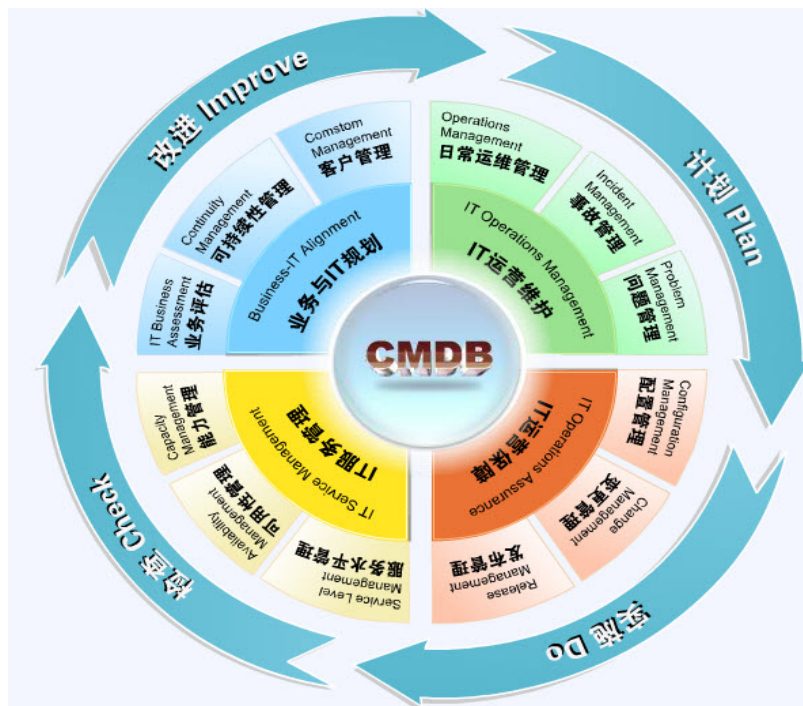 改进 Improve
计划 Plan
实施 Do
检查 Check
CMDB
Operations
Management
日常运维管理
Incident
Management
事故管理
Problem
Management
问题管理
IT Operations Management
IT运营维护
Configuration
Management
配置管理
Change
Management
变更管理
Release
Management
发布管理
IT Operations Assurance
IT运营保障
Service Level
Management
服务水平管理
Availability
Management
可用性管理
Capacity
Management
能力管理
IT Service Management
IT服务管理
IT Business
Assessment
业务评估
Continuity
Management
可持续性管理
Comstom
Management
客户管理
Business-IT Alignment
业务与IT规划